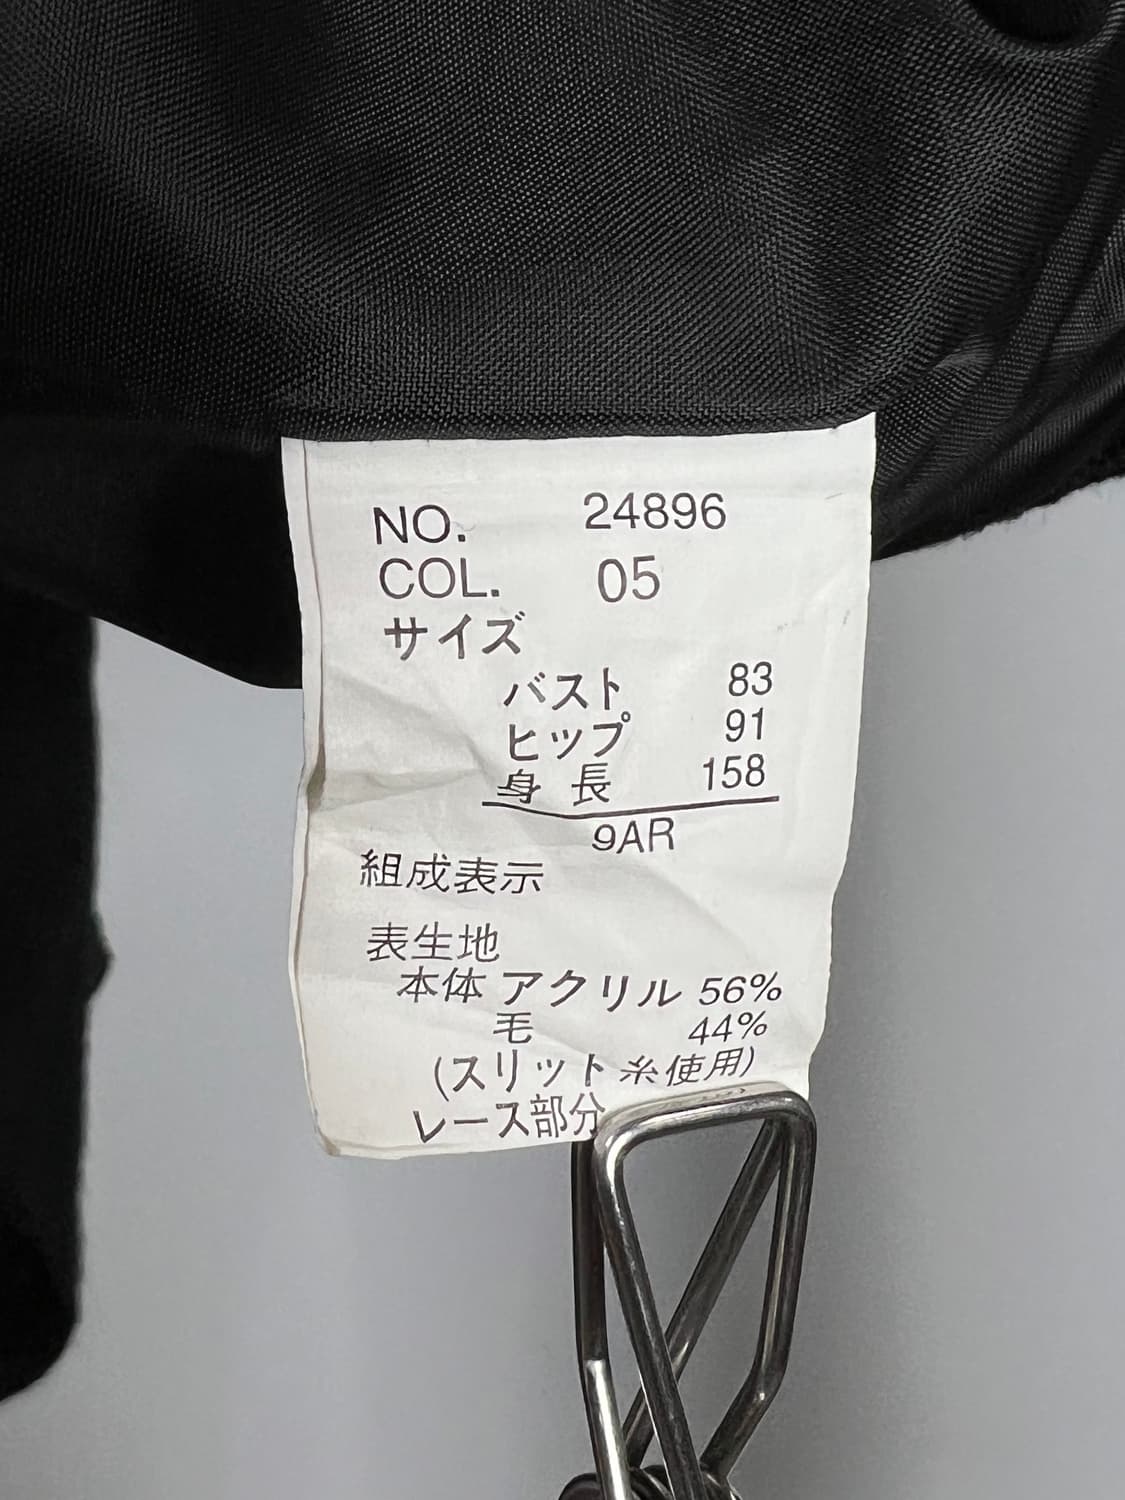 NO. 24896
COL. 05
サイズ
バスト 83
ヒップ 91
身長 158
9AR
組成表示
表生地
本体 アクリル 56%
毛 44%
(スリット糸使用)
レース部分